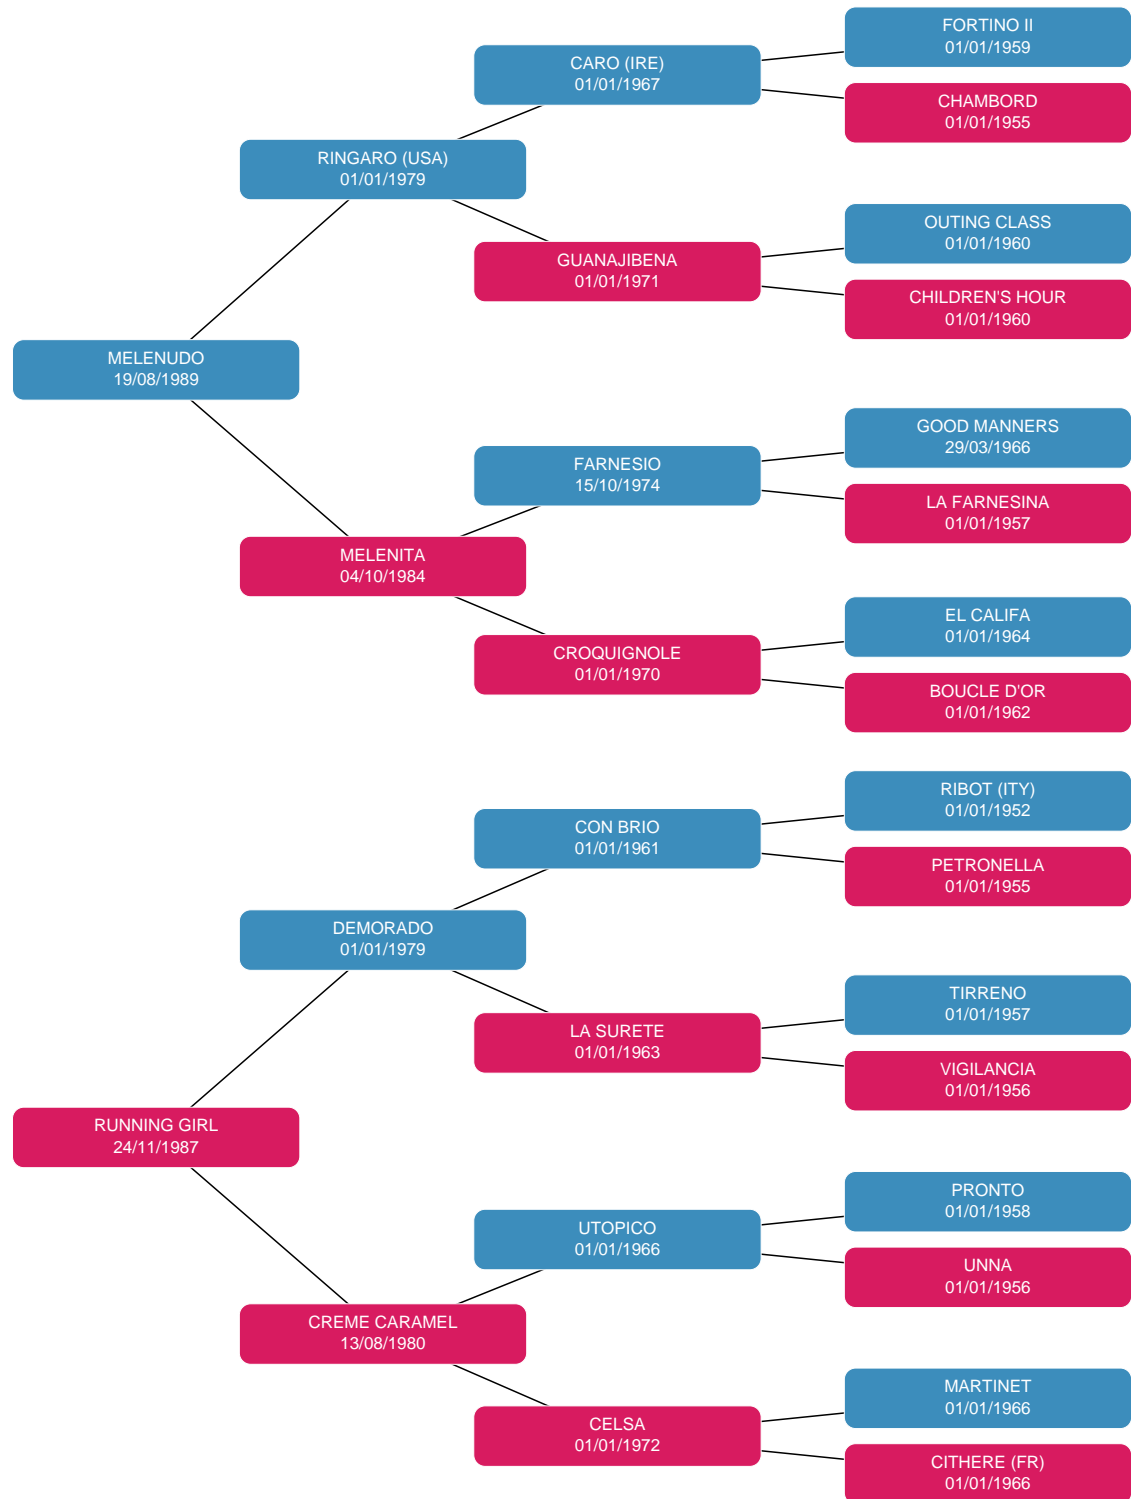 FORTINO II
01/01/1959
CARO (IRE)
01/01/1967
CHAMBORD
01/01/1955
RINGARO (USA)
01/01/1979
OUTING CLASS
01/01/1960
GUANAJIBENA
01/01/1971
CHILDREN'S HOUR
01/01/1960
MELENUDO
19/08/1989
GOOD MANNERS
29/03/1966
FARNESIO
15/10/1974
LA FARNESINA
01/01/1957
MELENITA
04/10/1984
EL CALIFA
01/01/1964
CROQUIGNOLE
01/01/1970
BOUCLE D'OR
01/01/1962
RIBOT (ITY)
01/01/1952
CON BRIO
01/01/1961
PETRONELLA
01/01/1955
DEMORADO
01/01/1979
TIRRENO
01/01/1957
LA SURETE
01/01/1963
VIGILANCIA
01/01/1956
RUNNING GIRL
24/11/1987
PRONTO
01/01/1958
UTOPICO
01/01/1966
UNNA
01/01/1956
CREME CARAMEL
13/08/1980
MARTINET
01/01/1966
CELSA
01/01/1972
CITHERE (FR)
01/01/1966